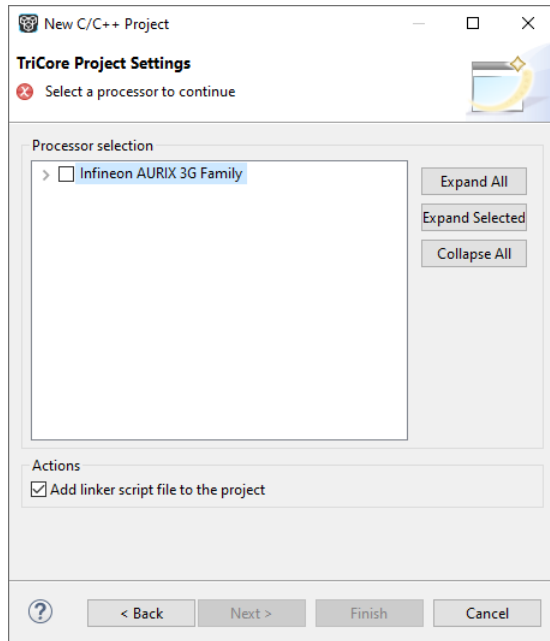 New C/C++ Project
TriCore Project Settings
Select a processor to continue
Processor selection
Infineon AURIX 3G Family
Expand All
Expand Selected
Collapse All
Actions
Add linker script file to the project
?
< Back
Next >
Finish
Cancel